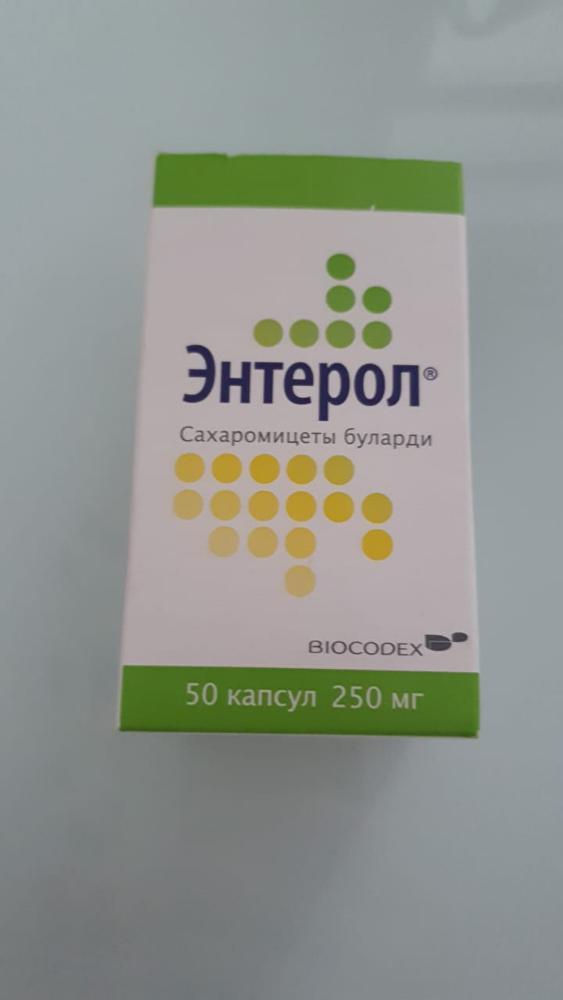 Энтерол®
Сахаромицеты буларди
BIOCODEX
50 капсул 250 мг